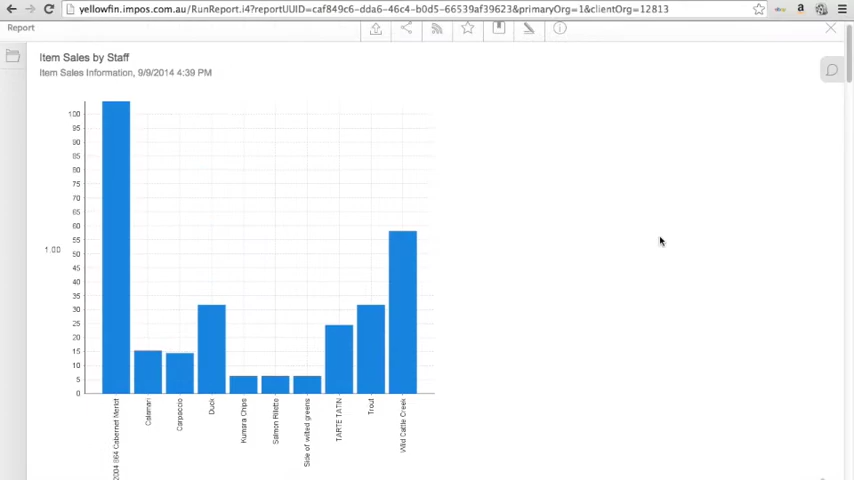 yellowfin.impos.com.au/RunReport.i4?reportUUID=caf849c6-dda6-46c4-b0d5-66539af39623&primaryOrg=1&clientOrg=12813
Report
Item Sales by Staff
Item Sales Information, 9/9/2014 4:39 PM
100
95
90
85
80
75
70
65
60
55
50
45
40
35
30
25
20
15
10
5
0
1.00
2004 864 Cabernet Merlot
Calamari
Carpaccio
Duck
Kumara Chips
Salmon Rillette
Side of wilted greens
TARTE TATIN
Trout
Wild Cattle Creek